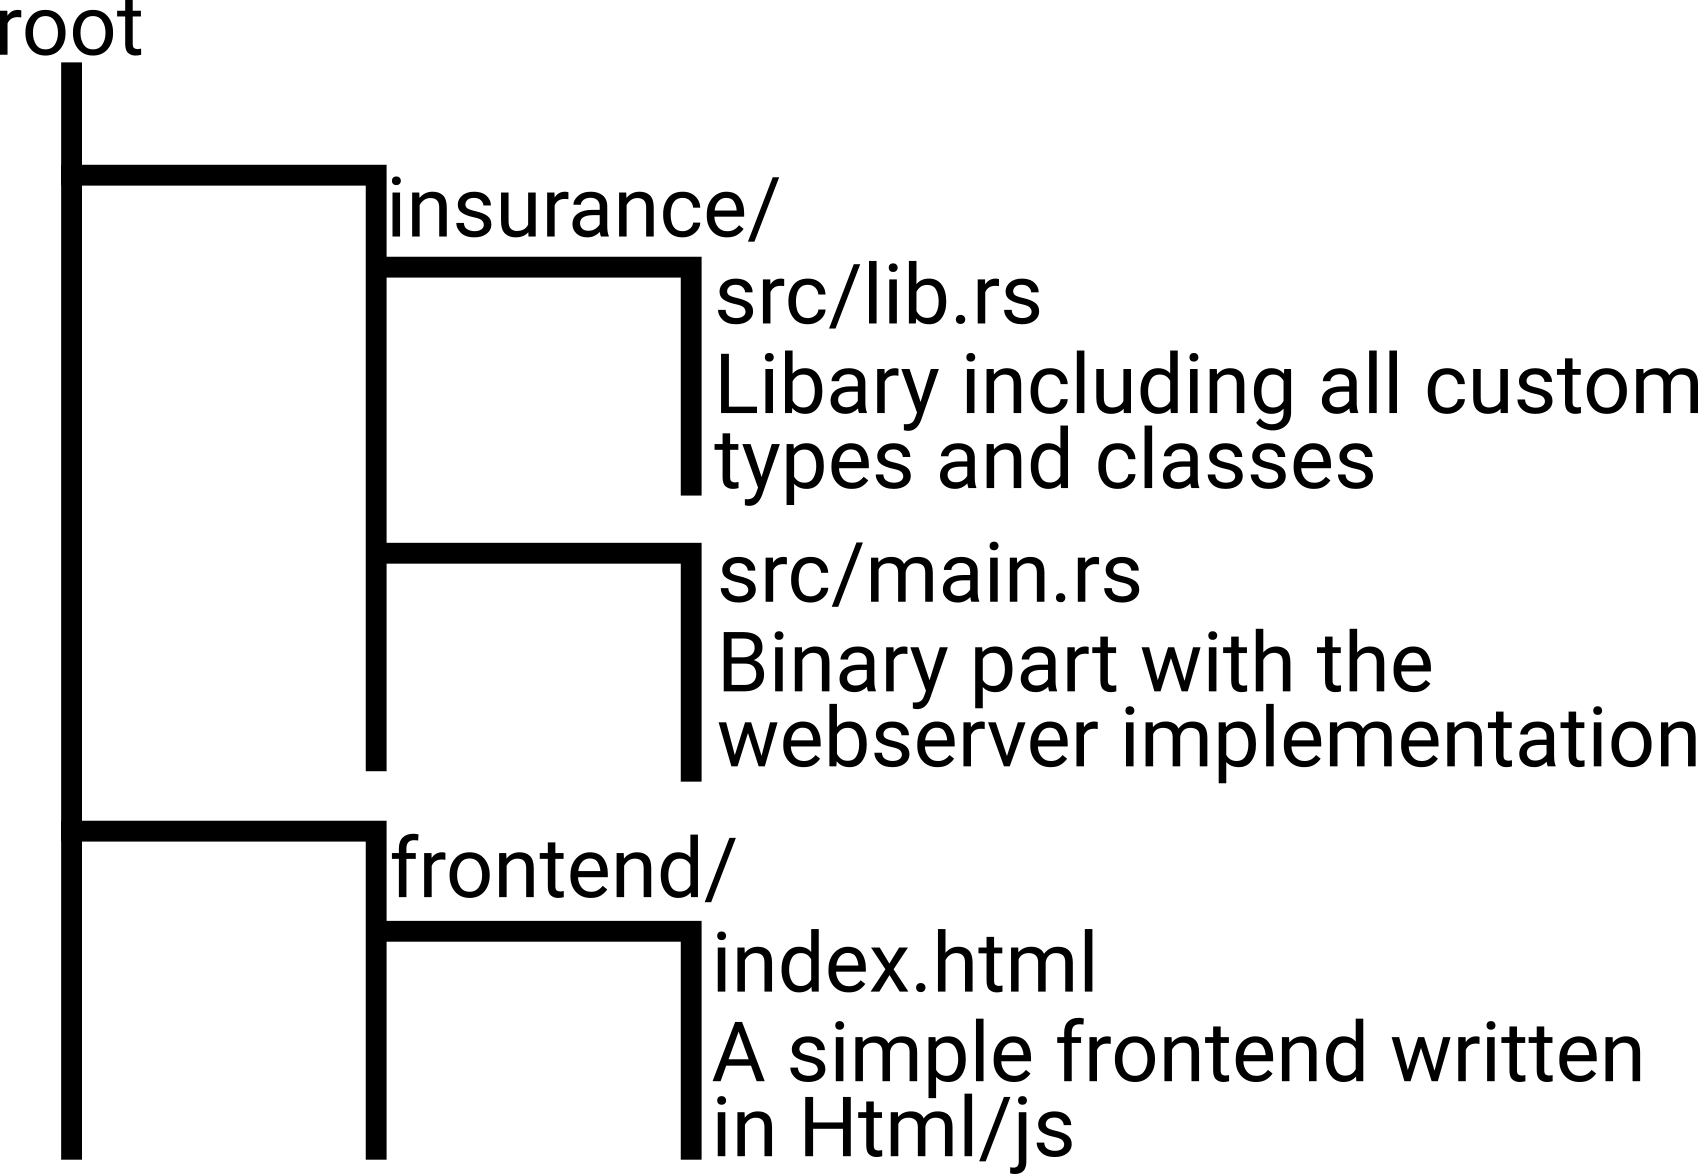 root
insurance/
src/lib.rs
Libary including all custom
types and classes
src/main.rs
Binary part with the
webserver implementation
frontend/
index.html
A simple frontend written
in Html/js